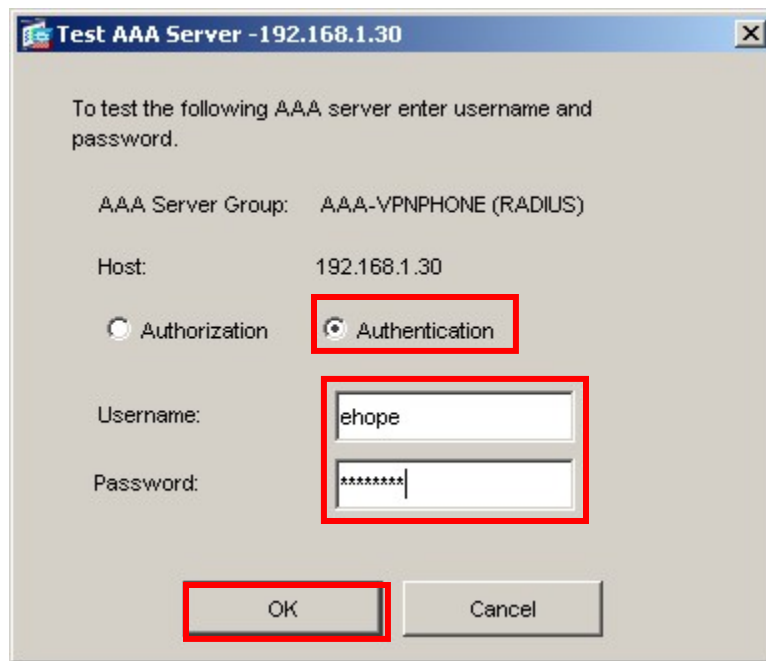 Test AAA Server -192.168.1.30
To test the following AAA server enter username and
password.
AAA Server Group: AAA-VPNPHONE (RADIUS)
Host: 192.168.1.30
Authorization Authentication
Username: ehope
Password: ********
OK Cancel